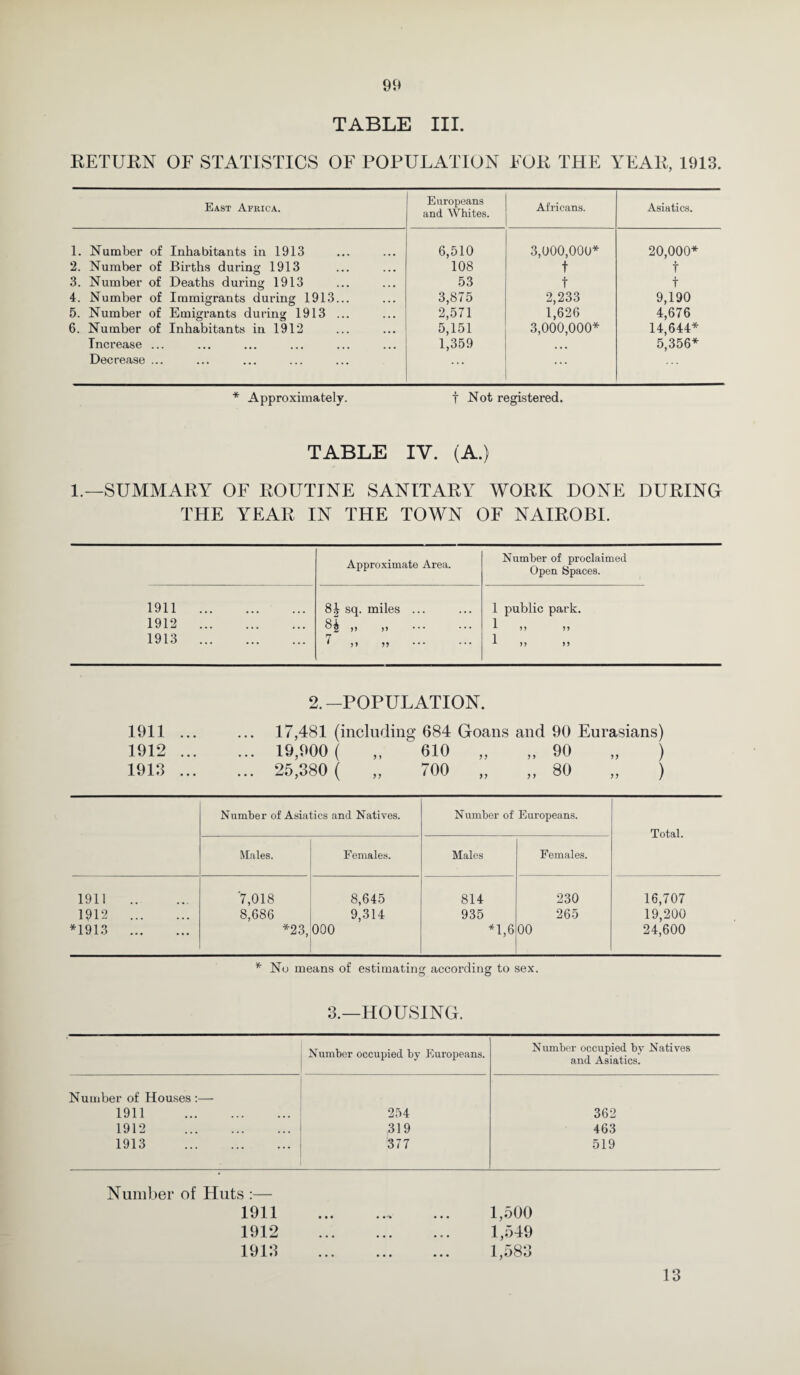 99
TABLE III.
RETURN OF STATISTICS OF POPULATION FOR THE YEAR, 1913.
East Africa. Europeans and Whites. Africans. Asiatics.
1. Number of Inhabitants in 1913 ... ... 6,510 3,000,000* 20,000*
2. Number of Births during 1913 ... ... 108 † †
3. Number of Deaths during 1913 ... ... 53 † †
4. Number of Immigrants during 1913... ... 3,875 2,233 9,190
5. Number of Emigrants during 1913 ... ... 2,571 1,626 4,676
6. Number of Inhabitants in 1912 ... ... 5,151 3,000,000* 14,644*
Increase ... ... ... ... ... ... 1,359 ... 5,356*
Decrease ... ... ... ... ... ... ... ...
* Approximately. † Not registered.
TABLE IV. (A.)
1.—SUMMARY OF ROUTINE SANITARY WORK DONE DURING
THE YEAR IN THE TOWN OF NAIROBI.
Approximate Area. Number of proclaimed Open Spaces.
1911 ... ... ... 8½ sq. miles ... ... 1 public park.
1912 ... ... ... 8½ „ „ ... ... 1 „ „
1913 ... ... ... 7 „ „ ... ... 1 „ „
2.—POPULATION.
1911 ... ... 17,481 (including 684 Goans and 90 Eurasians)
1912 ... ... 19,900 ( „ 610 „ „ 90 „ )
1913 ... ... 25,380 ( „ 700 „ „ 80 „ )
Number of Asiatics and Natives. Number of Europeans. Total.
Males. Females. Males Females.
1911 .. ... 7,018 8,645 814 230 16,707
1912 ... ... 8,686 9,314 935 265 19,200
*1913 ... ... *23,000 *1,600 24,600
* No means of estimating according to sex.
3.—HOUSING.
Number occupied by Europeans. Number occupied by Natives and Asiatics.
Number of Houses :—
1911 ... ... ... 254 362
1912 ... ... ... 319 463
1913 ... ... ... 377 519
Number of Huts :—
1911 ... ... ... 1,500
1912 ... ... ... 1,549
1913 ... ... ... 1,583
13